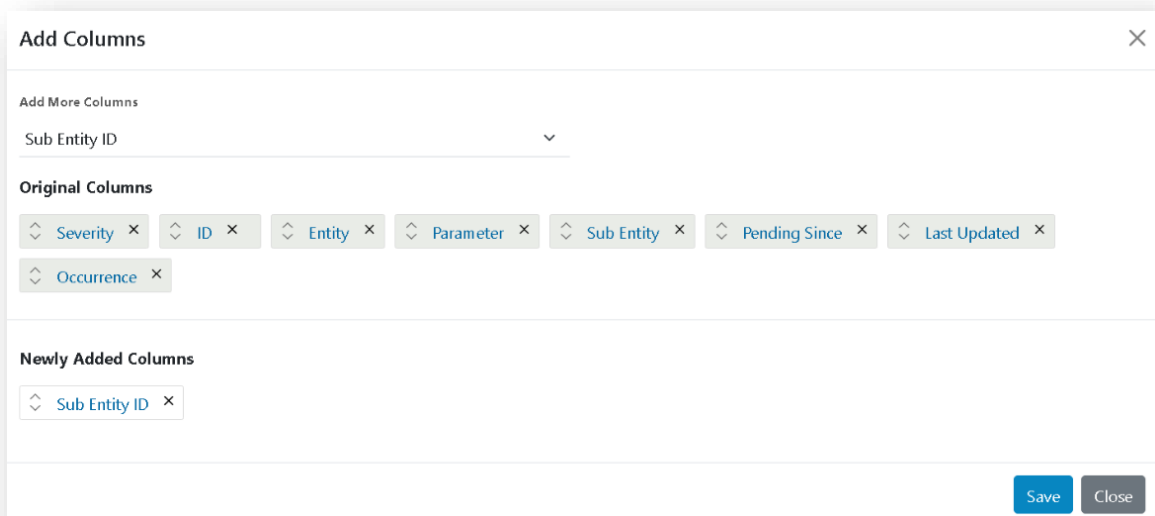 Add Columns
Add More Columns
Sub Entity ID
Original Columns
Severity × ID × Entity × Parameter × Sub Entity × Pending Since × Last Updated ×
Occurrence ×
Newly Added Columns
Sub Entity ID ×
Save Close